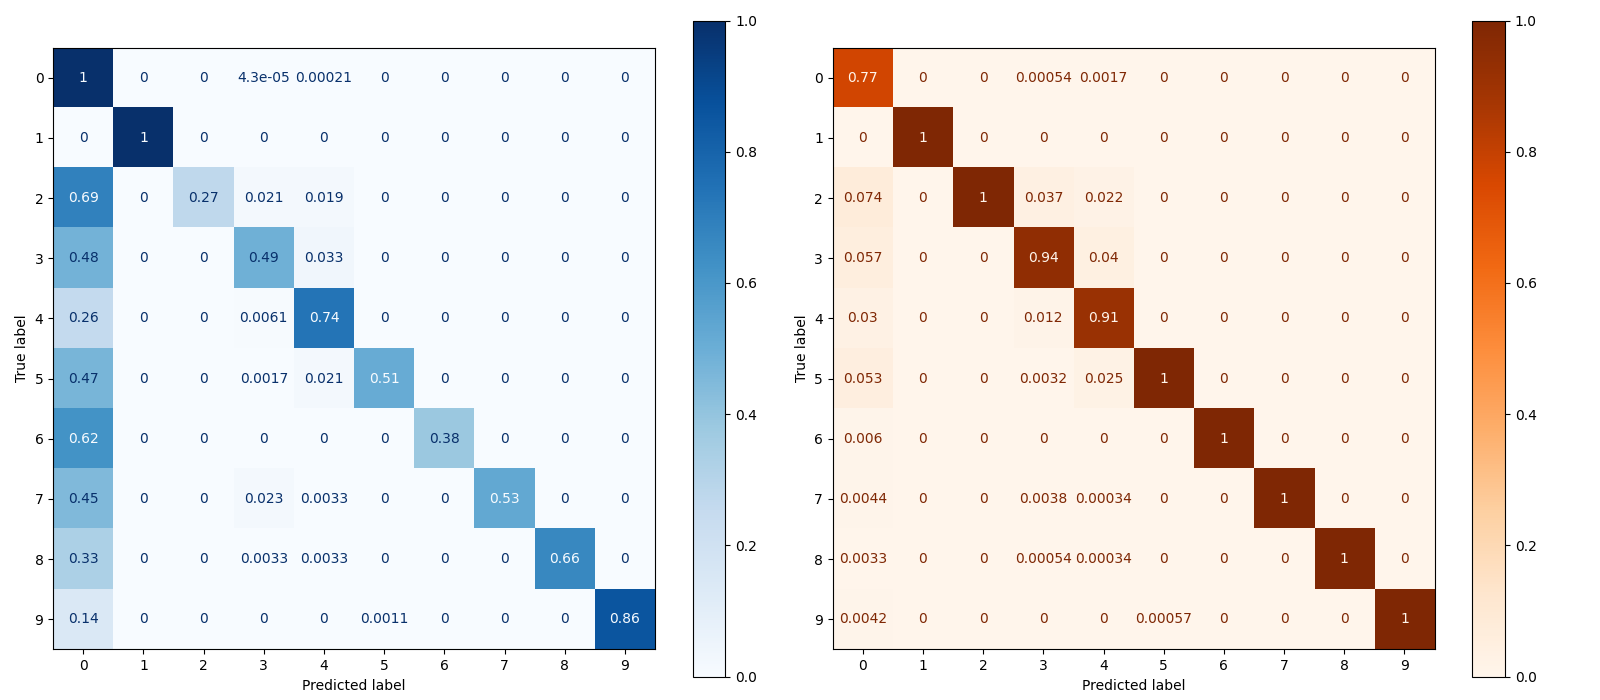 0 1 0 0 4.3e-05 0.00021 0 0 0 0 0
1 0 1 0 0 0 0 0 0 0 0
2 0.69 0 0.27 0.021 0.019 0 0 0 0 0
3 0.48 0 0 0.49 0.033 0 0 0 0 0
4 0.26 0 0 0.0061 0.74 0 0 0 0 0
5 0.47 0 0 0.0017 0.021 0.51 0 0 0 0
6 0.62 0 0 0 0 0 0.38 0 0 0
7 0.45 0 0 0.023 0.0033 0 0 0.53 0 0
8 0.33 0 0 0.0033 0.0033 0 0 0 0.66 0
9 0.14 0 0 0 0 0.0011 0 0 0 0.86
0 1 2 3 4 5 6 7 8 9
Predicted label
True label
1.0
0.8
0.6
0.4
0.2
0.0
0 0.77 0 0 0.00054 0.0017 0 0 0 0 0
1 0 1 0 0 0 0 0 0 0 0
2 0.074 0 1 0.037 0.022 0 0 0 0 0
3 0.057 0 0 0.94 0.04 0 0 0 0 0
4 0.03 0 0 0.012 0.91 0 0 0 0 0
5 0.053 0 0 0.0032 0.025 1 0 0 0 0
6 0.006 0 0 0 0 0 1 0 0 0
7 0.0044 0 0 0.0038 0.00034 0 0 1 0 0
8 0.0033 0 0 0.00054 0.00034 0 0 0 1 0
9 0.0042 0 0 0 0 0.00057 0 0 0 1
0 1 2 3 4 5 6 7 8 9
Predicted label
True label
1.0
0.8
0.6
0.4
0.2
0.0